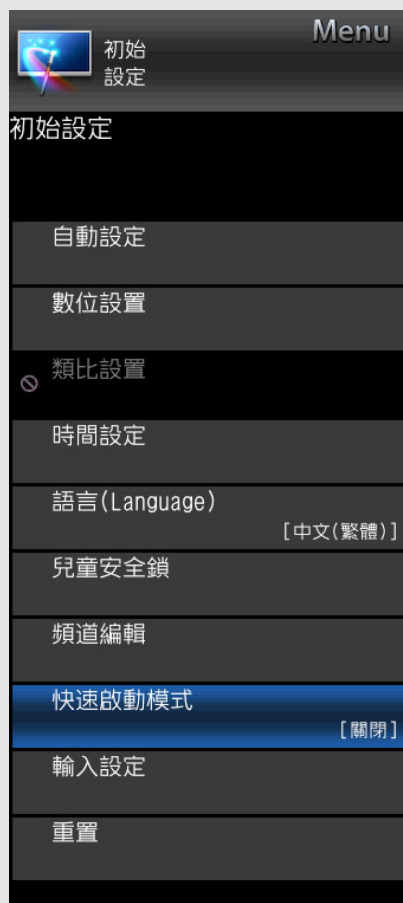 Menu
初始
設定
初始設定
自動設定
數位設置
類比設置
時間設定
語言(Language)
[中文(繁體)]
兒童安全鎖
頻道編輯
快速啟動模式
[關閉]
輸入設定
重置